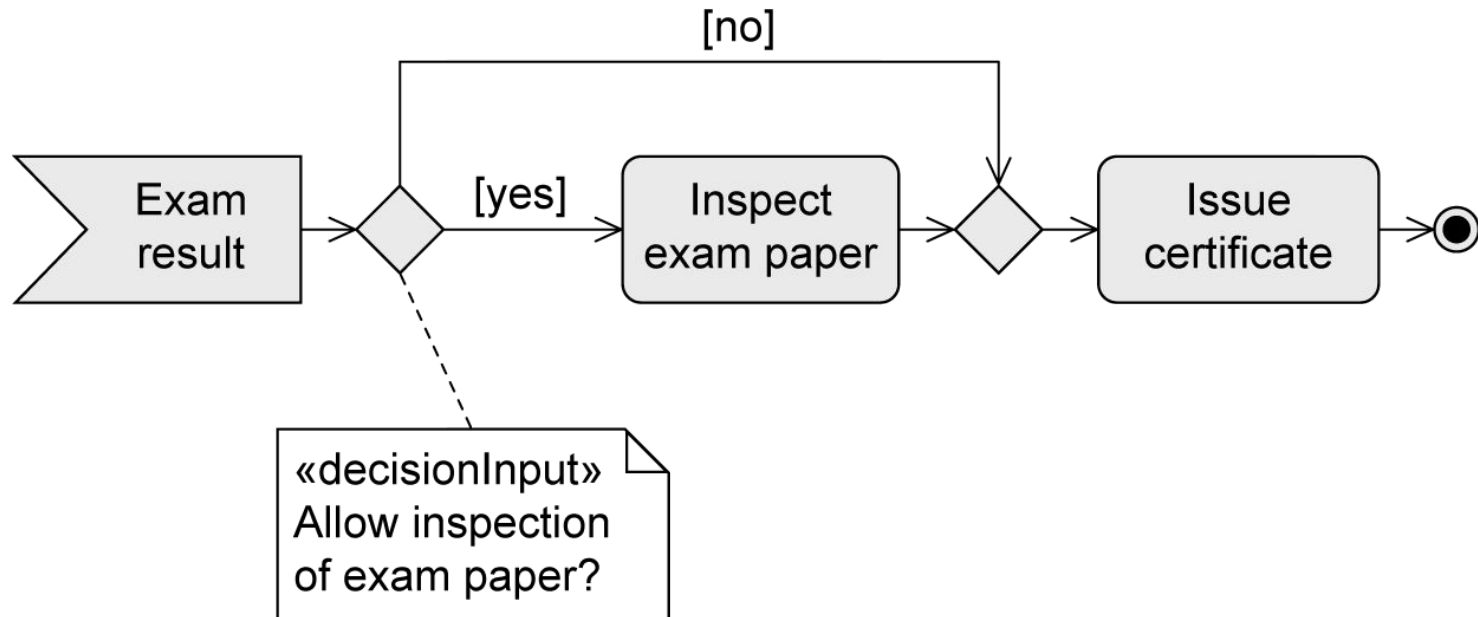 [no]
Exam
result
[yes]
Inspect
exam paper
Issue
certificate
«decisionInput»
Allow inspection
of exam paper?